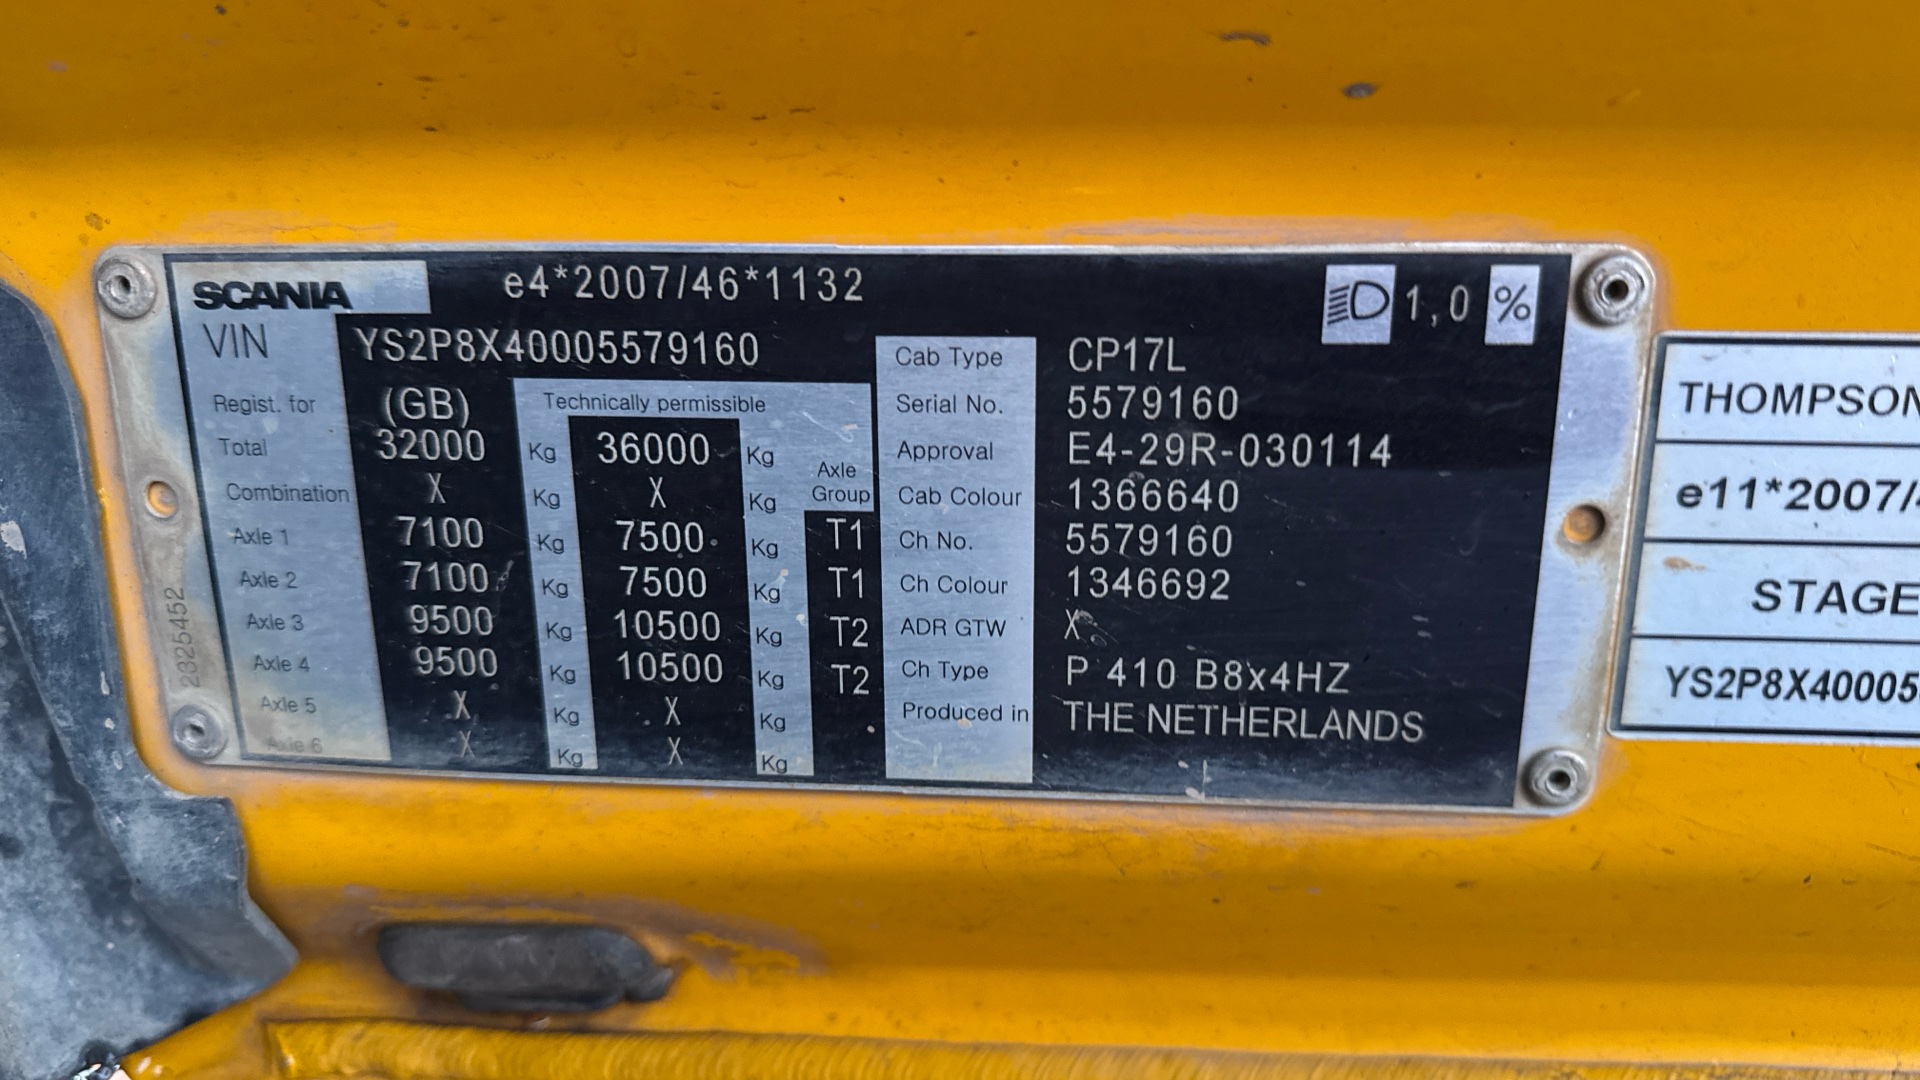 SCANIA e4*2007/46*1132 1,0 %
VIN YS2P8X40005579160
Regist. for (GB) Technically permissible
Total 32000 Kg 36000 Kg
Combination X Kg X Kg Axle Group
Axle 1 7100 Kg 7500 Kg T1
Axle 2 7100 Kg 7500 Kg T1
Axle 3 9500 Kg 10500 Kg T2
Axle 4 9500 Kg 10500 Kg T2
Axle 5 X Kg X Kg
Axle 6 X Kg X Kg
Cab Type CP17L
Serial No. 5579160
Approval E4-29R-030114
Cab Colour 1366640
Ch No. 5579160
Ch Colour 1346692
ADR GTW X
Ch Type P 410 B8x4HZ
Produced in THE NETHERLANDS
2325452
THOMPSON
e11*2007/
STAGE
YS2P8X40005